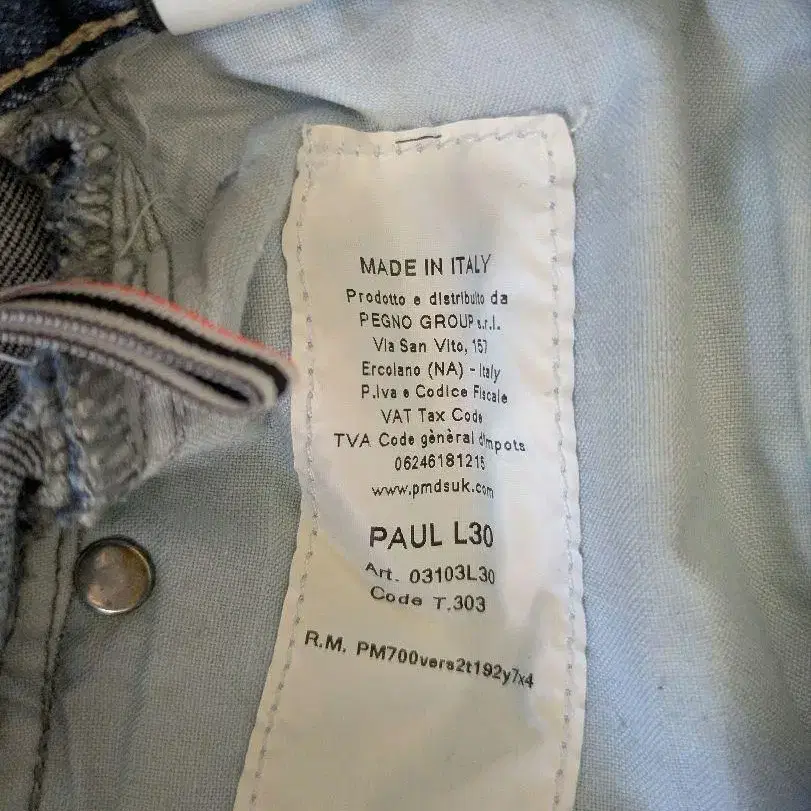 MADE IN ITALY
Prodotto e distribuito da
PEGNO GROUP s.r.l.
Via San Vito, 157
Ercolano (NA) - Italy
P.Iva e Codice Fiscale
VAT Tax Code
TVA Code gènèral d'impots
06246181215
www.pmdsuk.com
PAUL L30
Art. 03103L30
Code T.303
R.M. PM700vers2t192y7x4